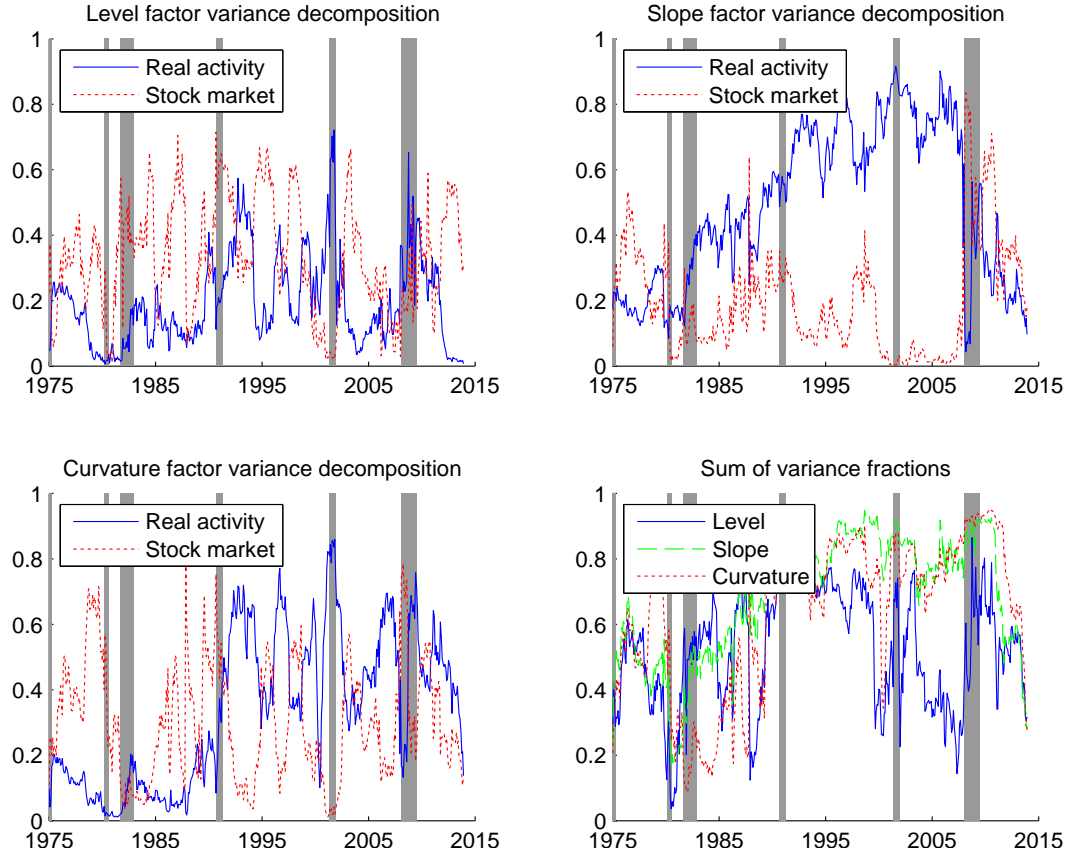 Level factor variance decomposition
1
0.8
0.6
0.4
0.2
0
1975 1985 1995 2005 2015
Real activity
Stock market
Slope factor variance decomposition
1
0.8
0.6
0.4
0.2
0
1975 1985 1995 2005 2015
Real activity
Stock market
Curvature factor variance decomposition
1
0.8
0.6
0.4
0.2
0
1975 1985 1995 2005 2015
Real activity
Stock market
Sum of variance fractions
1
0.8
0.6
0.4
0.2
0
1975 1985 1995 2005 2015
Level
Slope
Curvature